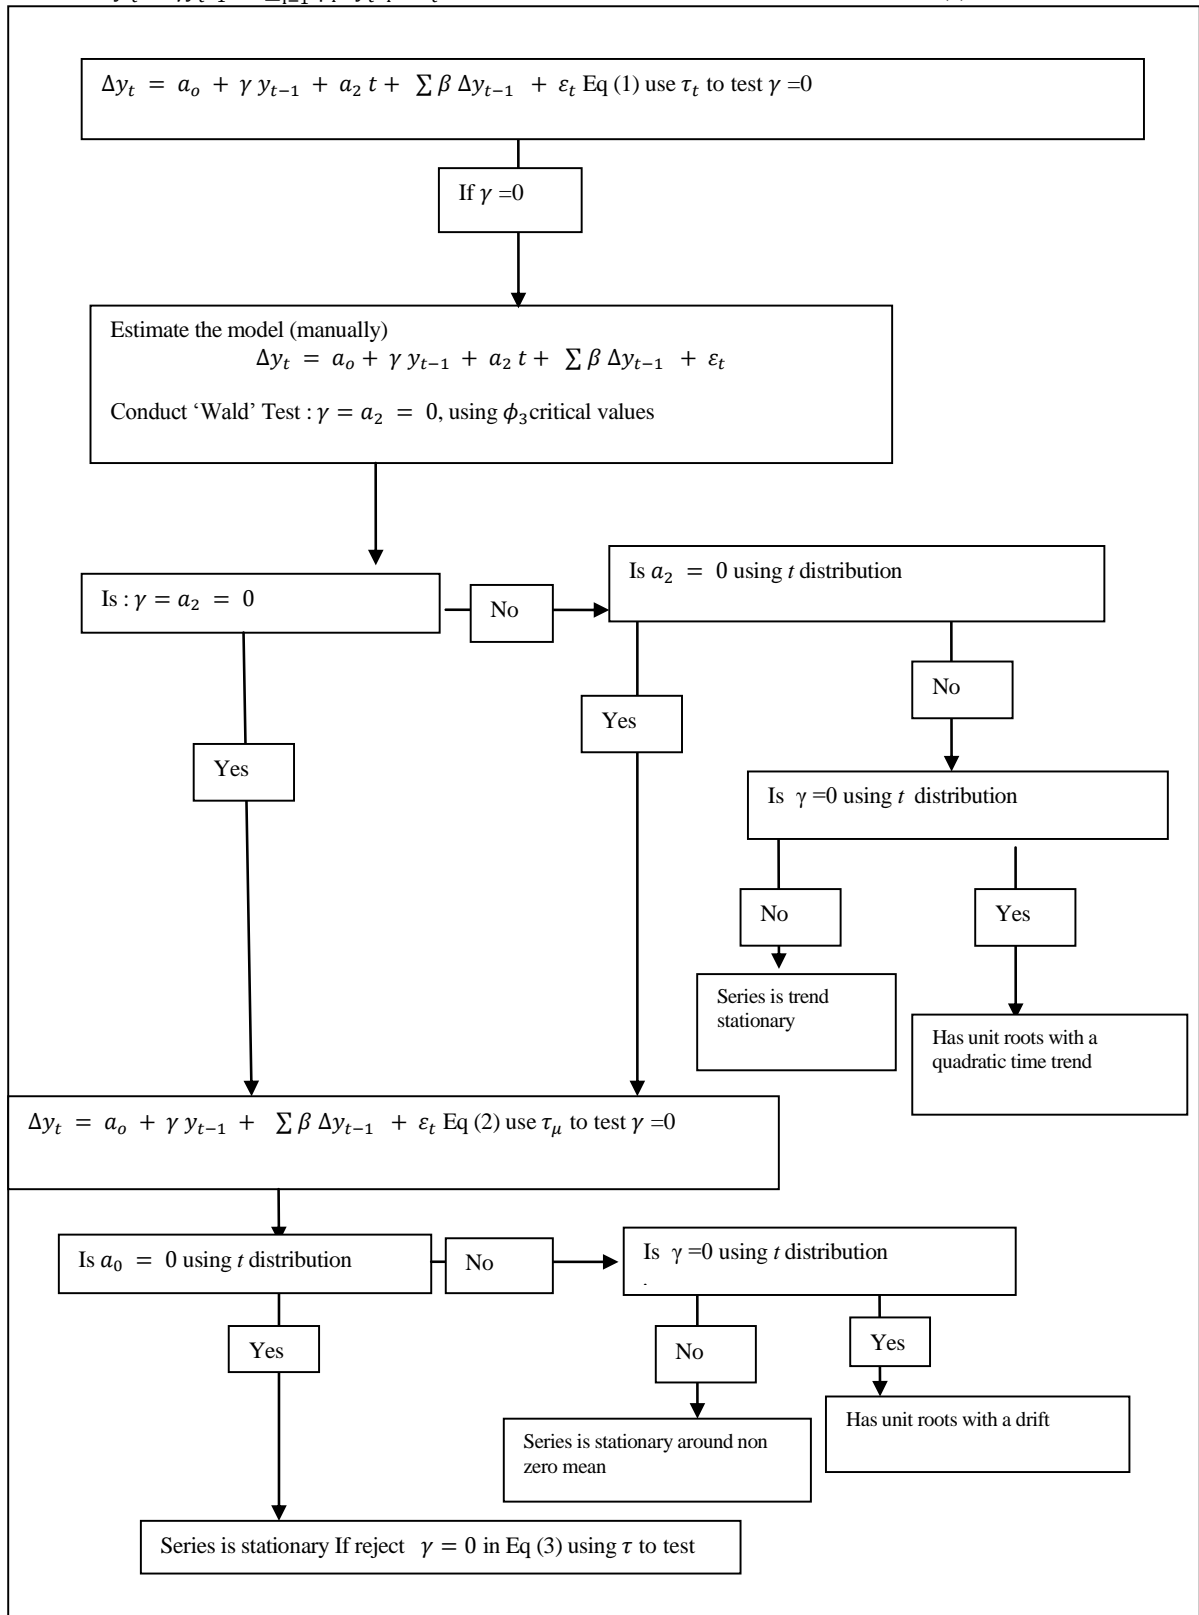 Δy_t = a_o + γ y_{t−1} + a_2 t + ∑ β Δy_{t−1} + ε_t Eq (1) use τ_t to test γ =0
If γ =0
Estimate the model (manually)
Δy_t = a_o + γ y_{t−1} + a_2 t + ∑ β Δy_{t−1} + ε_t
Conduct ‘Wald’ Test : γ = a_2 = 0, using ϕ_3 critical values
Is : γ = a_2 = 0
No
Is a_2 = 0 using t distribution
Yes
Yes
No
Is γ =0 using t distribution
No
Yes
Series is trend
stationary
Has unit roots with a
quadratic time trend
Δy_t = a_o + γ y_{t−1} + ∑ β Δy_{t−1} + ε_t Eq (2) use τ_μ to test γ =0
Is a_0 = 0 using t distribution
No
Is γ =0 using t distribution
.
Yes
No
Yes
Series is stationary around non
zero mean
Has unit roots with a drift
Series is stationary If reject γ = 0 in Eq (3) using τ to test